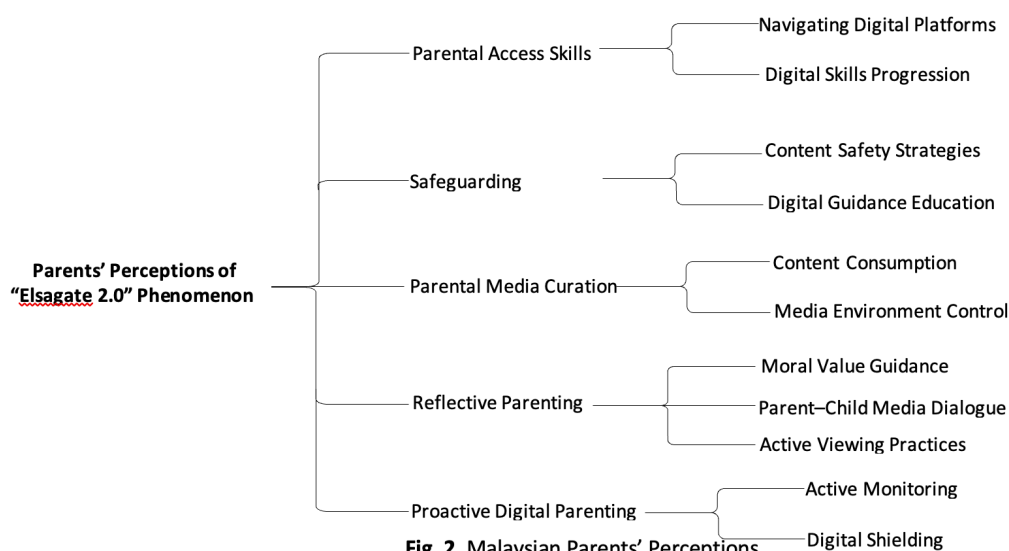 Parents’ Perceptions of
“Elsagate 2.0” Phenomenon
Parental Access Skills
Navigating Digital Platforms
Digital Skills Progression
Safeguarding
Content Safety Strategies
Digital Guidance Education
Parental Media Curation
Content Consumption
Media Environment Control
Reflective Parenting
Moral Value Guidance
Parent–Child Media Dialogue
Active Viewing Practices
Proactive Digital Parenting
Active Monitoring
Digital Shielding
Fig. 2. Malaysian Parents’ Perceptions